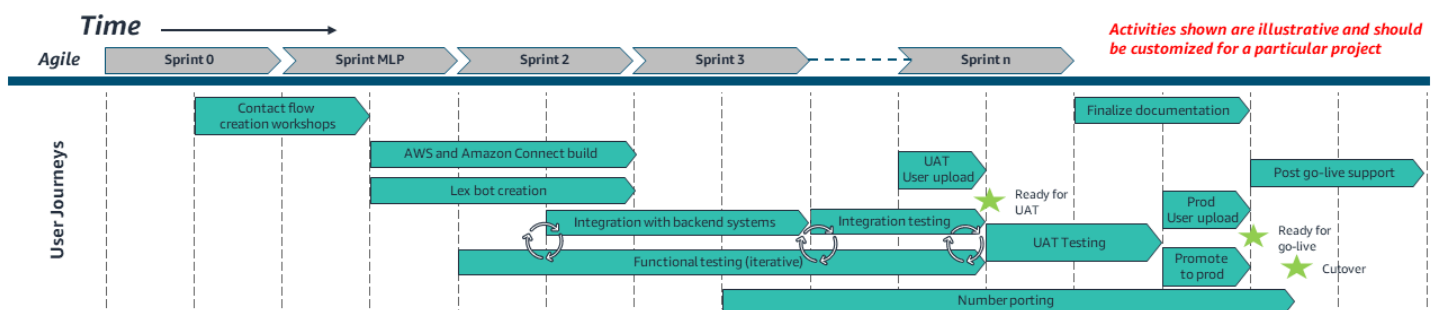 Time
Activities shown are illustrative and should
be customized for a particular project
Agile
Sprint 0
Sprint MLP
Sprint 2
Sprint 3
Sprint n
User Journeys
Contact flow
creation workshops
Finalize documentation
AWS and Amazon Connect build
UAT
User upload
Post go-live support
Lex bot creation
Ready for
UAT
Prod
User upload
Integration with backend systems
Integration testing
UAT Testing
Ready for
go-live
Functional testing (iterative)
Promote
to prod
Cutover
Number porting